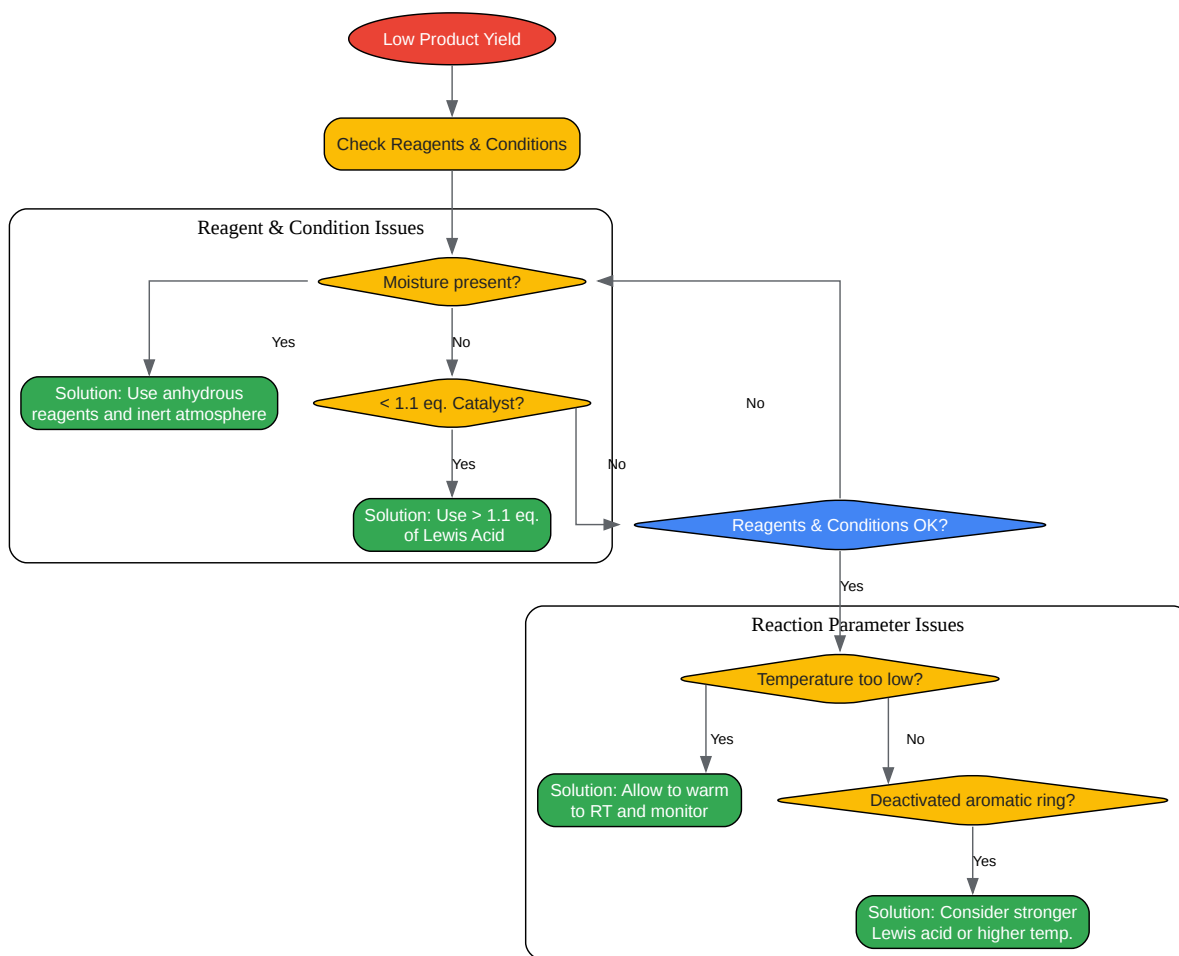 Low Product Yield
Check Reagents & Conditions
Reagent & Condition Issues
Moisture present?
Yes
No
Solution: Use anhydrous
reagents and inert atmosphere
< 1.1 eq. Catalyst?
No
Yes
No
Solution: Use > 1.1 eq.
of Lewis Acid
Reagents & Conditions OK?
Yes
Reaction Parameter Issues
Temperature too low?
Yes
No
Solution: Allow to warm
to RT and monitor
Deactivated aromatic ring?
Yes
Solution: Consider stronger
Lewis acid or higher temp.